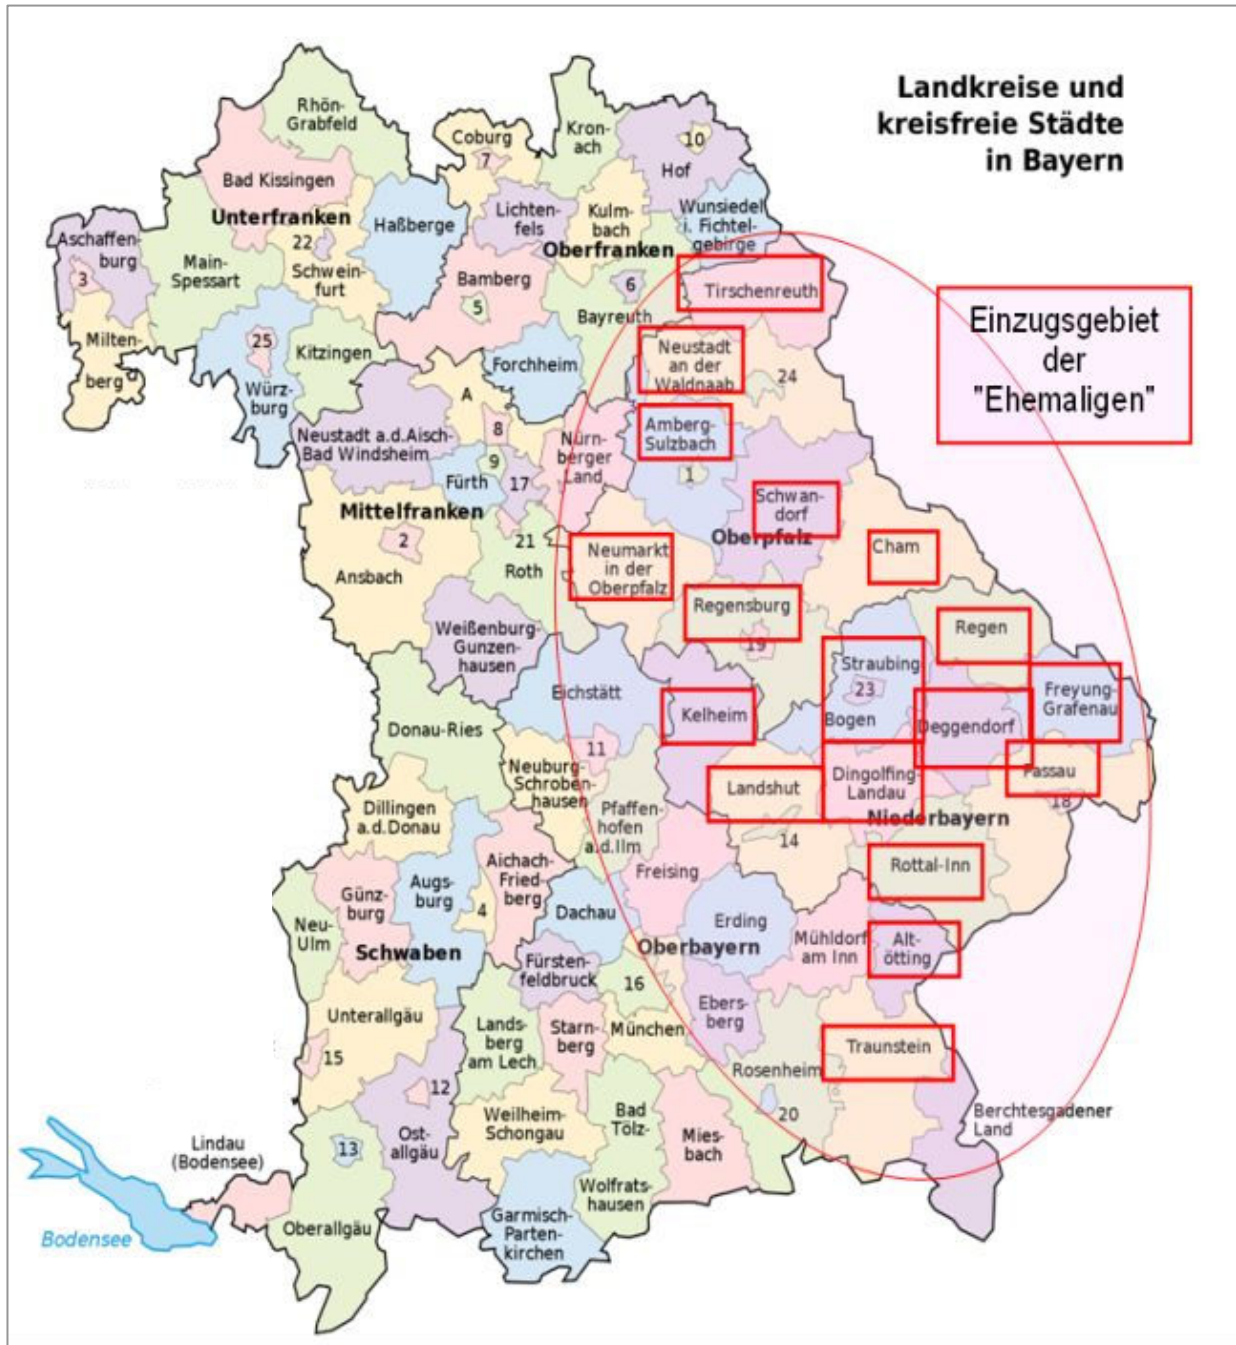 Landkreise und
kreisfreie Städte
in Bayern
Einzugsgebiet
der
"Ehemaligen"
Rhön-
Grabfeld
Coburg
7
Kron-
ach
10
Hof
Bad Kissingen
Unterfranken
22
Haßberge
Lichten-
fels
Kulm-
bach
Wunsiedel
i. Fichtel-
gebirge
Oberfranken
Aschaffen-
burg
3
Main-
Spessart
Schwein-
furt
Bamberg
5
6
Bayreuth
Tirschenreuth
Milten-
berg
25
Würz-
burg
Kitzingen
Forchheim
Neustadt
an der
Waldnaab
24
A
8
Neustadt a.d.Aisch-
Bad Windsheim
Nürn-
berger
Land
Amberg-
Sulzbach
1
Fürth
9
17
Mittelfranken
2
Ansbach
21
Roth
Schwan-
dorf
Oberpfalz
Cham
Neumarkt
in der
Oberpfalz
Regensburg
19
Regen
Weißenburg-
Gunzen-
hausen
Eichstätt
Straubing
23
Bogen
Freyung-
Grafenau
Kelheim
Deggendorf
Donau-Ries
11
Neuburg-
Schroben-
hausen
Landshut
Dingolfing-
Landau
Passau
18
Dillingen
a.d.Donau
Pfaffen-
hofen
a.d.Ilm
14
Niederbayern
Günz-
burg
Augs-
burg
Aichach-
Fried-
berg
4
Freising
Rottal-Inn
Neu-
Ulm
Schwaben
Dachau
Erding
Oberbayern
Mühldorf
am Inn
Alt-
ötting
Fürsten-
feldbruck
16
Ebers-
berg
Unterallgäu
15
Lands-
berg
am Lech
Starn-
berg
München
Rosenheim
20
Traunstein
12
13
Ost-
allgäu
Weilheim-
Schongau
Bad
Tölz-
Wolfrats-
hausen
Mies-
bach
Berchtesgadener
Land
Lindau
(Bodensee)
Oberallgäu
Garmisch-
Parten-
kirchen
Bodensee